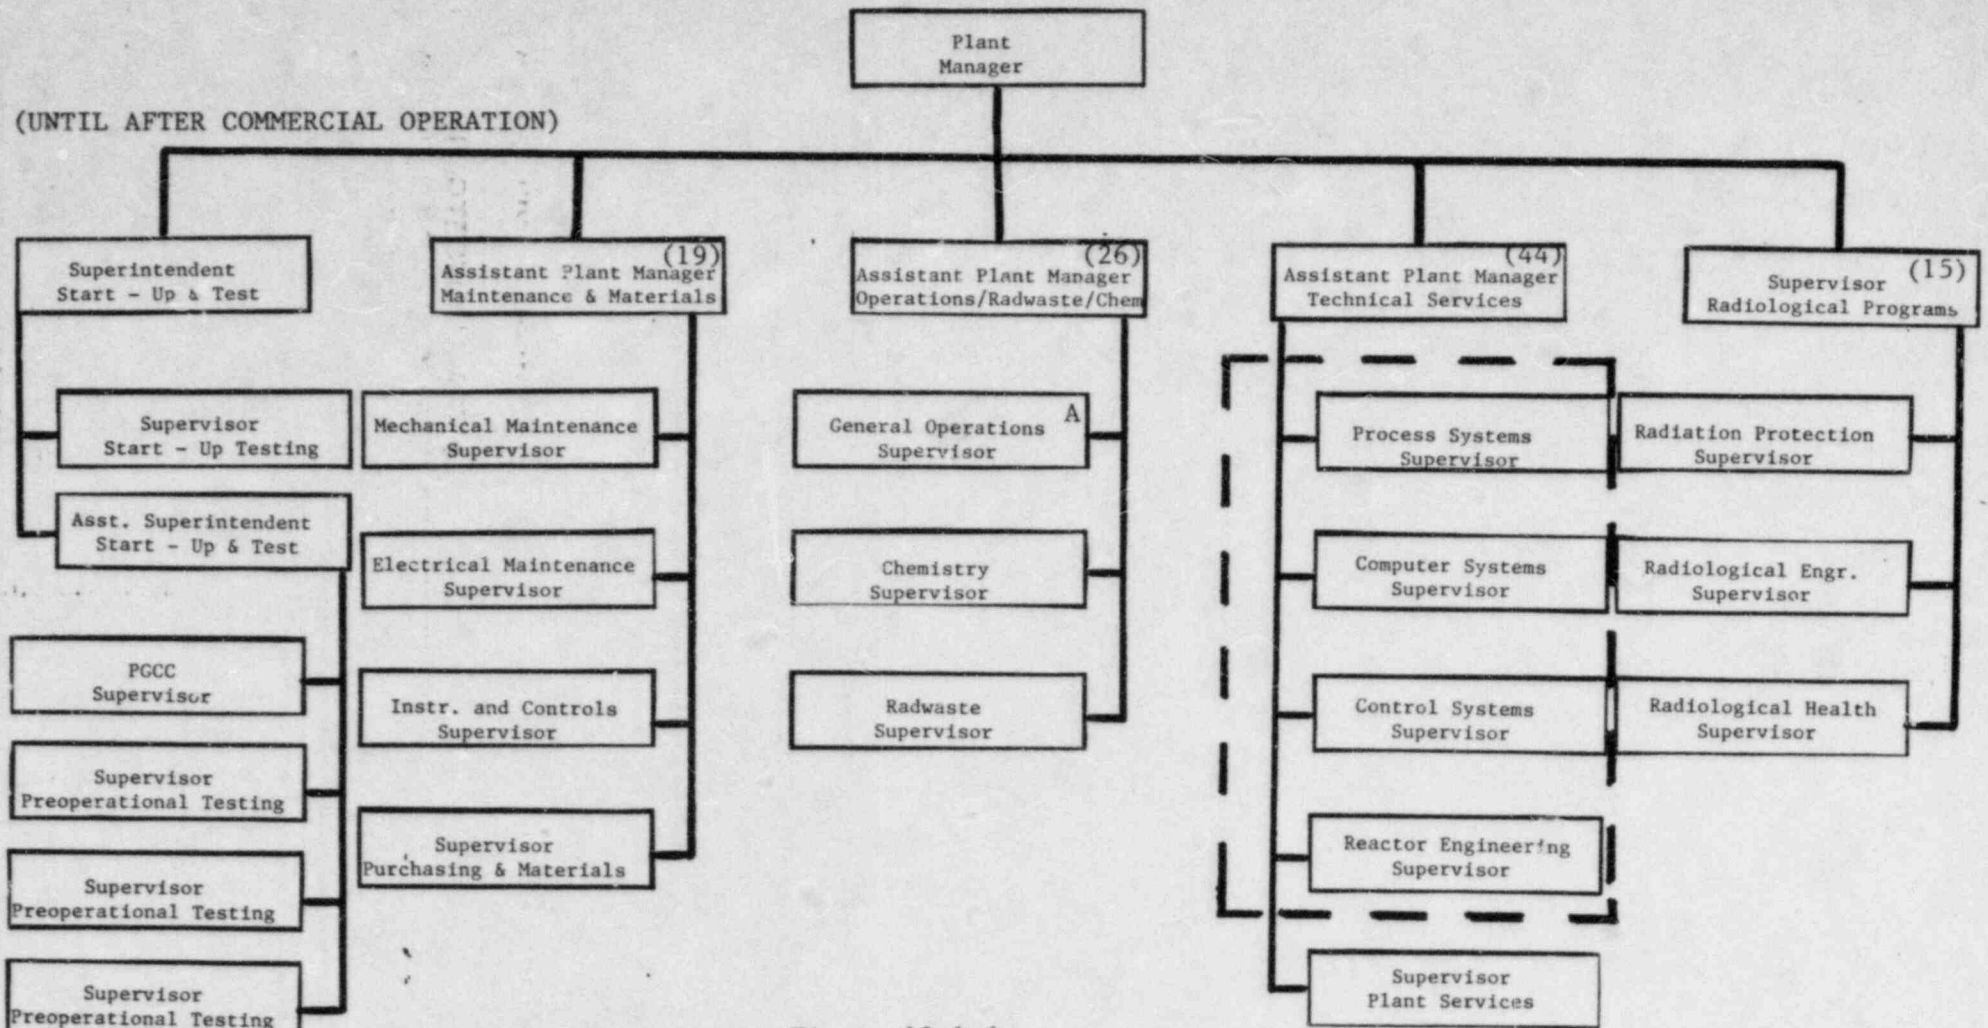 Plant
Manager
(UNTIL AFTER COMMERCIAL OPERATION)
Superintendent
Start - Up & Test
(19)
Assistant Plant Manager
Maintenance & Materials
(26)
Assistant Plant Manager
Operations/Radwaste/Chem
(44)
Assistant Plant Manager
Technical Services
(15)
Supervisor
Radiological Programs
Supervisor
Start - Up Testing
Asst. Superintendent
Start - Up & Test
PGCC
Supervisor
Supervisor
Preoperational Testing
Supervisor
Preoperational Testing
Supervisor
Preoperational Testing
Mechanical Maintenance
Supervisor
Electrical Maintenance
Supervisor
Instr. and Controls
Supervisor
Supervisor
Purchasing & Materials
A
General Operations
Supervisor
Chemistry
Supervisor
Radwaste
Supervisor
Process Systems
Supervisor
Computer Systems
Supervisor
Control Systems
Supervisor
Reactor Engineering
Supervisor
Supervisor
Plant Services
Radiation Protection
Supervisor
Radiological Engr.
Supervisor
Radiological Health
Supervisor